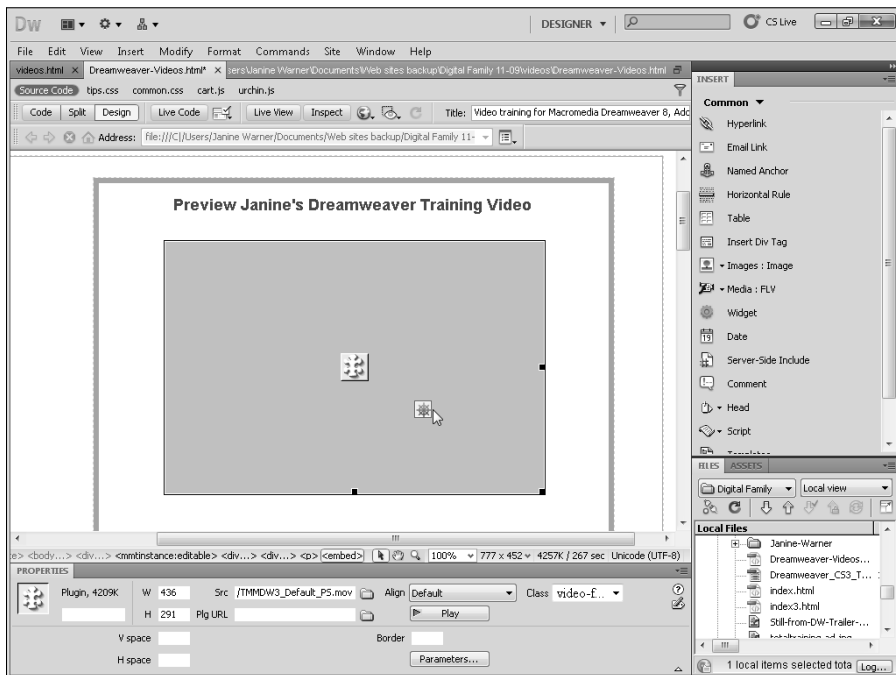 Dw
DESIGNER
CS Live
File Edit View Insert Modify Format Commands Site Window Help
videos.html Dreamweaver-Videos.html* sers\Janine Warner\Documents\Web sites backup\Digital Family 11-09\videos\Dreamweaver-Videos.html
Source Code tips.css common.css cart.js urchin.js
Code Split Design Live Code Live View Inspect Title: Video training for Macromedia Dreamweaver 8, Adc
Address: file:///C|/Users/Janine Warner/Documents/Web sites backup/Digital Family 11-
Preview Janine's Dreamweaver Training Video
<body...> <div...> <mmtinstance:editable> <div...> <div...> <p> <embed> 100% 777 x 452 4257K / 267 sec Unicode (UTF-8)
PROPERTIES
Plugin, 4209K W 436 Src /TMMDW3_Default_PS.mov Align Default Class video-f...
H 291 Plg URL Play
V space Border
H space Parameters...
INSERT
Common
Hyperlink
Email Link
Named Anchor
Horizontal Rule
Table
Insert Div Tag
Images : Image
Media : FLV
Widget
19 Date
Server-Side Include
Comment
Head
Script
Templates
FILES ASSETS
Digital Family Local view
Local Files
Janine-Warner
Dreamweaver-Videos...
Dreamweaver_CS3_T...
index.html
index3.html
Still-from-DW-Trailer-...
1 local items selected tota Log...